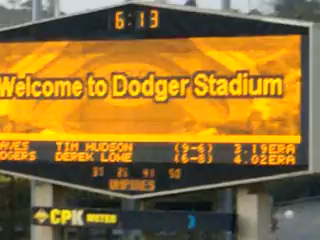 6:13
Welcome to Dodger Stadium
AVES TIM HUDSON (9-6) 3.19ERA
DGERS DEREK LOWE (6-8) 4.02ERA
UMPIRES
CPK